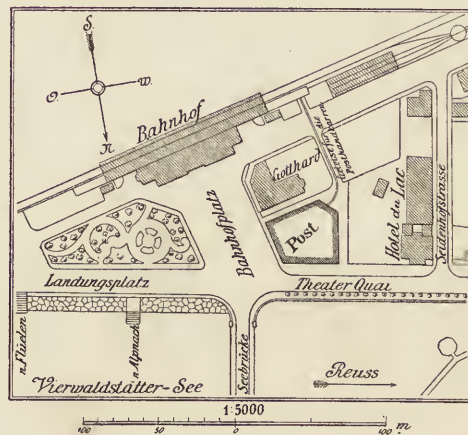 S.
O. W.
N
Bahnhof
Gotthard
Bahnhofplatz
Post
Hotel du Lac
Seidenhofstrasse
Landungsplatz
Theater Quai
n. Flüelen
n. Alpnach
Seebrücke
Reuss
Vierwaldstätter-See
1:5000
100 50 0 100 m